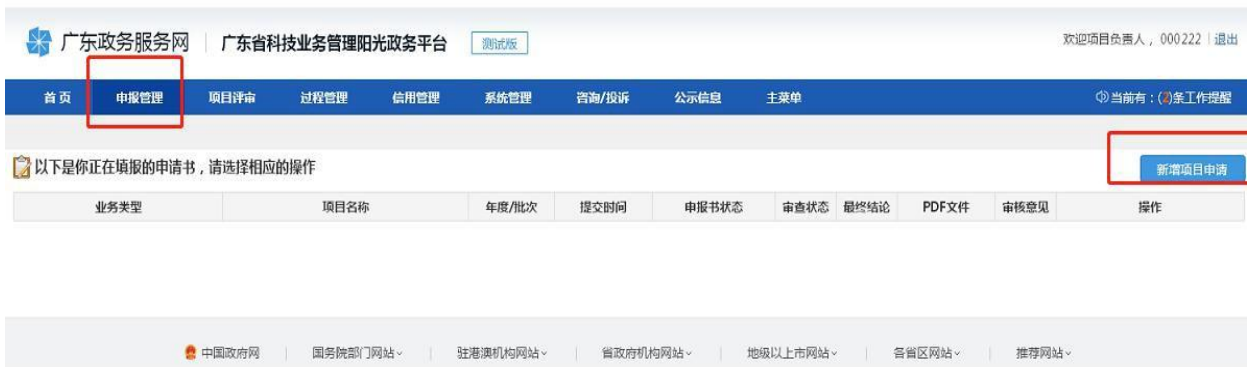 广东政务服务网 广东省科技业务管理阳光政务平台 测试版 欢迎项目负责人，000222 退出
首页 申报管理 项目评审 过程管理 信用管理 系统管理 咨询/投诉 公示信息 主菜单 当前有：(2)条工作提醒
以下是你正在填报的申请书，请选择相应的操作 新增项目申请
业务类型 项目名称 年度/批次 提交时间 申报书状态 审查状态 最终结论 PDF文件 审核意见 操作
中国政府网 国务院部门网站 驻港澳机构网站 省政府机构网站 地级以上市网站 各省区网站 推荐网站